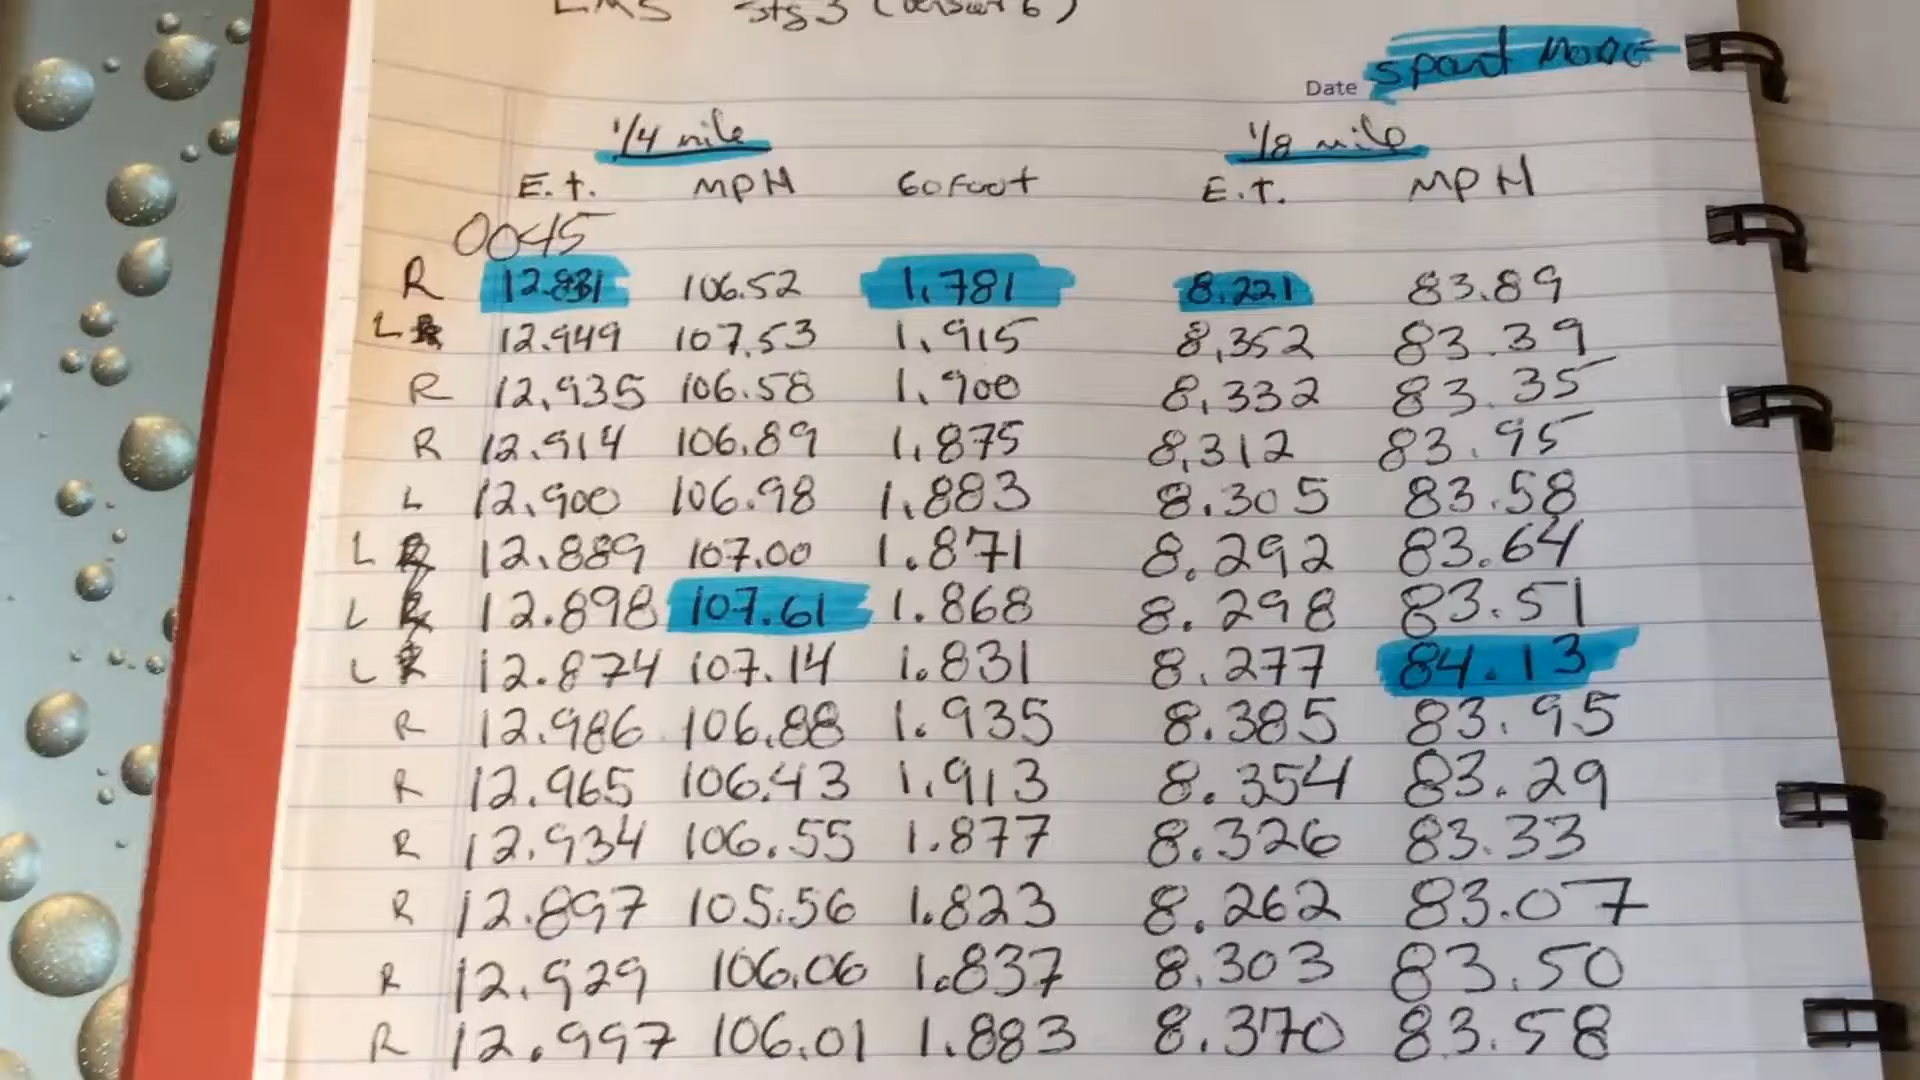 LMS Stg 3 (
Date Sport Mode
1/4 mile 1/8 mile
E.t. MPH 60 Foot E.t. MPH
0045
R 12.831 106.52 1.781 8.221 83.89
L 12.949 107.53 1.915 8.352 83.39
R 12.935 106.58 1.900 8.332 83.35
R 12.914 106.89 1.875 8.312 83.95
L 12.900 106.98 1.883 8.305 83.58
L 12.889 107.00 1.871 8.292 83.64
L 12.898 107.61 1.868 8.298 83.51
L 12.874 107.14 1.831 8.277 84.13
R 12.986 106.88 1.935 8.385 83.95
R 12.965 106.43 1.913 8.354 83.29
R 12.934 106.55 1.877 8.326 83.33
R 12.897 105.56 1.823 8.262 83.07
R 12.929 106.06 1.837 8.303 83.50
R 12.997 106.01 1.883 8.370 83.58